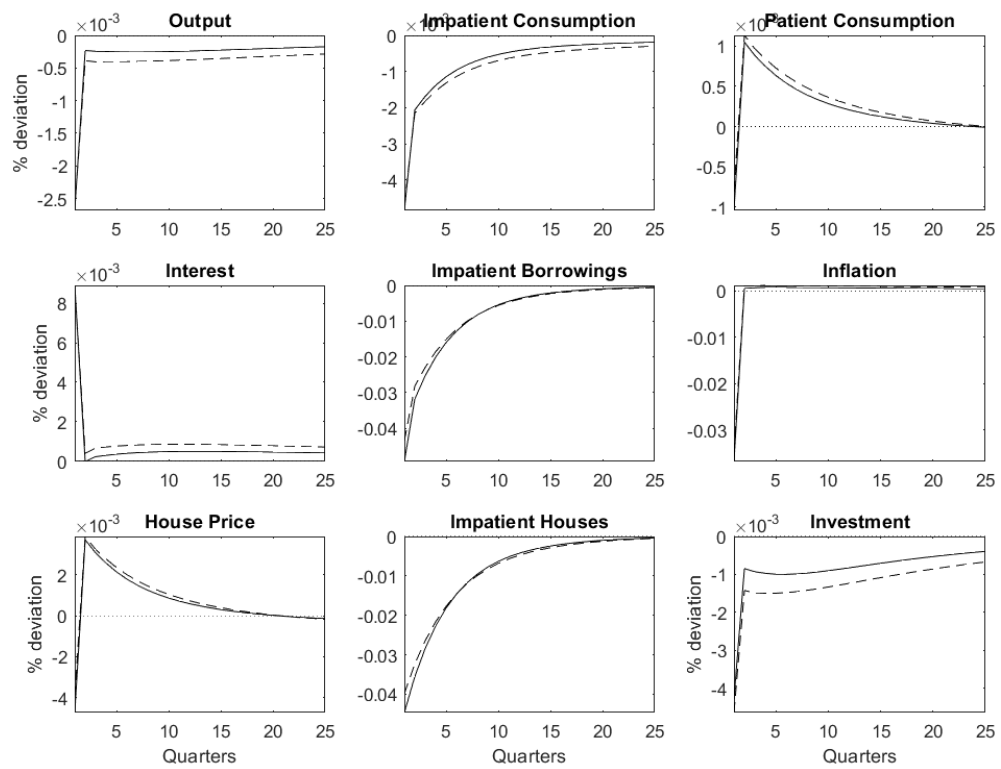 Output
×10⁻³
% deviation
0
-0.5
-1
-1.5
-2
-2.5
5 10 15 20 25
Impatient Consumption
×10⁻³
0
-1
-2
-3
-4
5 10 15 20 25
Patient Consumption
×10⁻³
1
0.5
0
-0.5
-1
5 10 15 20 25
Interest
×10⁻³
% deviation
8
6
4
2
0
5 10 15 20 25
Impatient Borrowings
0
-0.01
-0.02
-0.03
-0.04
5 10 15 20 25
Inflation
0
-0.01
-0.02
-0.03
5 10 15 20 25
House Price
×10⁻³
% deviation
2
0
-2
-4
5 10 15 20 25
Quarters
Impatient Houses
0
-0.01
-0.02
-0.03
-0.04
5 10 15 20 25
Quarters
Investment
×10⁻³
% deviation
0
-1
-2
-3
-4
5 10 15 20 25
Quarters